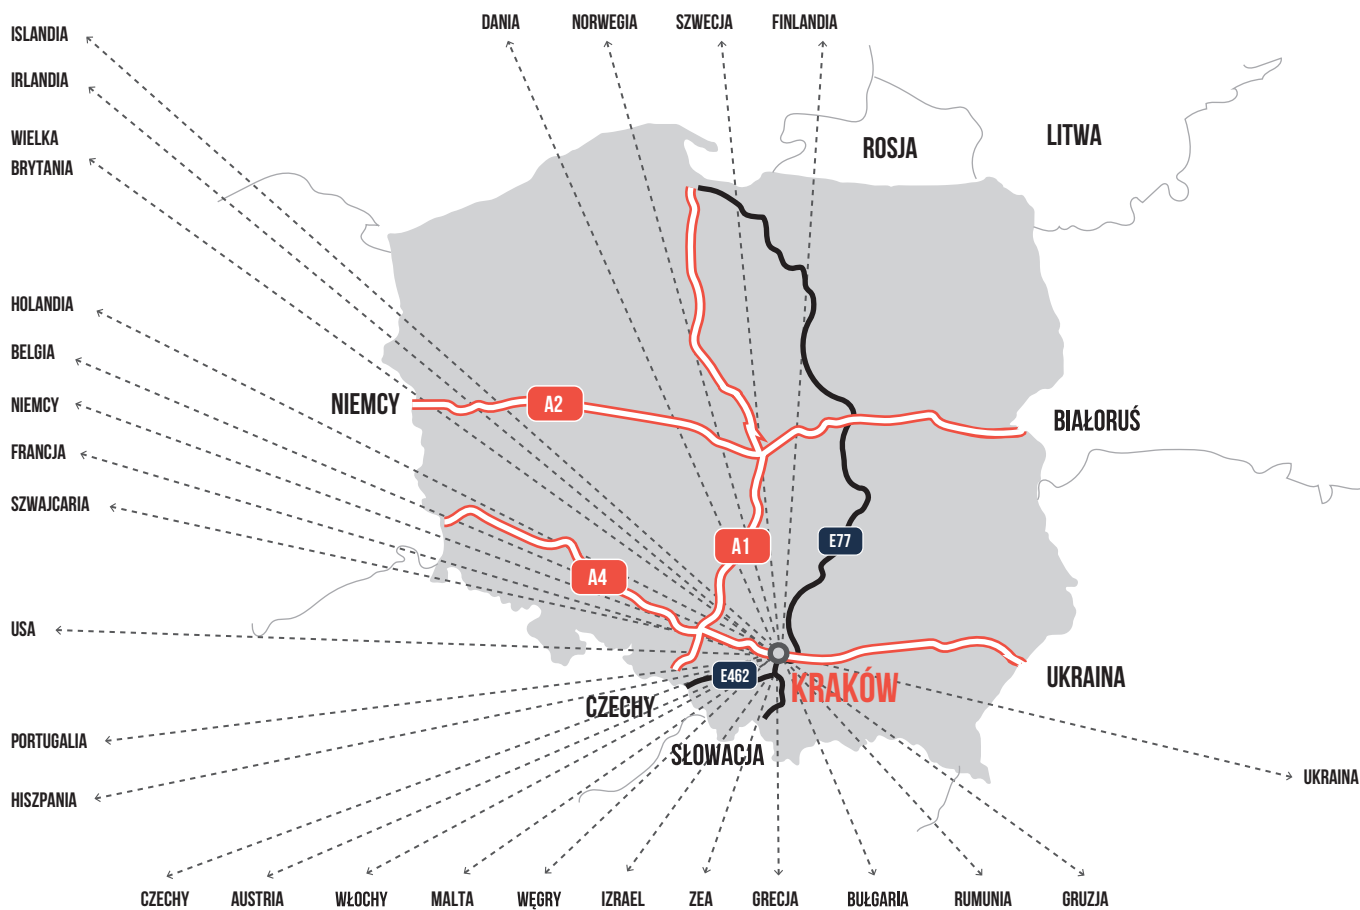 DANIA
NORWEGIA
SZWECJA
FINLANDIA
ISLANDIA
IRLANDIA
WIELKA
BRYTANIA
ROSJA
LITWA
HOLANDIA
BELGIA
NIEMCY
FRANCJA
SZWAJCARIA
NIEMCY
A2
BIAŁORUŚ
A1
E77
A4
USA
E462
KRAKÓW
UKRAINA
CZECHY
SŁOWACJA
PORTUGALIA
HISZPANIA
UKRAINA
CZECHY
AUSTRIA
WŁOCHY
MALTA
WĘGRY
IZRAEL
ZEA
GRECJA
BUŁGARIA
RUMUNIA
GRUZJA